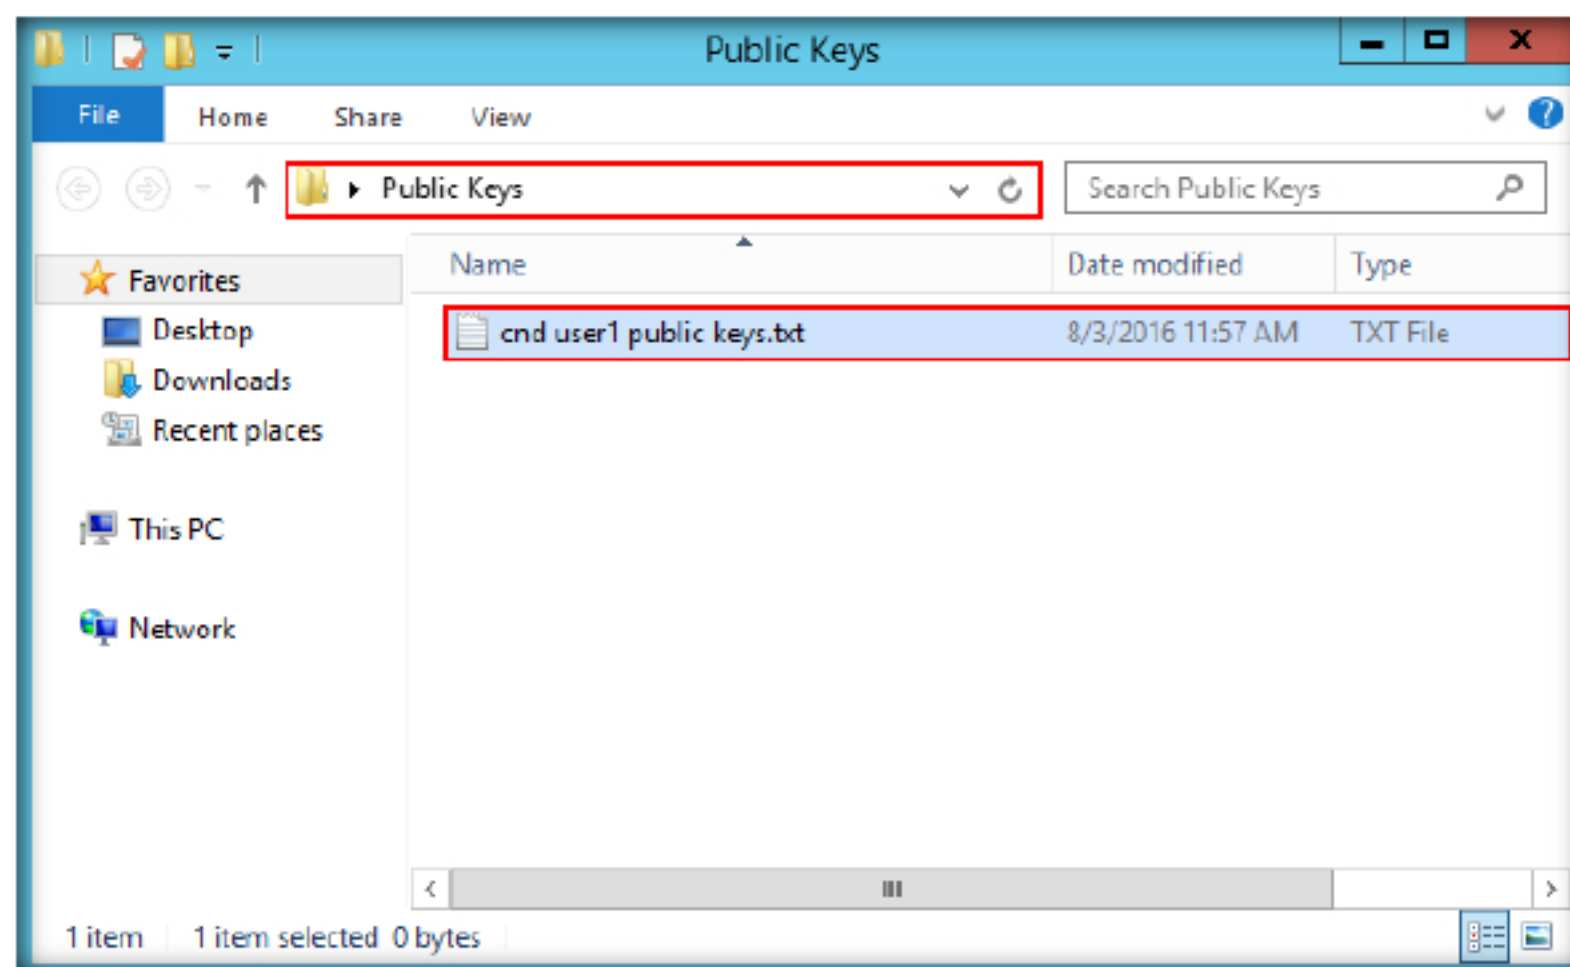 Public Keys
File Home Share View
Public Keys Search Public Keys
Name Date modified Type
Favorites
cnd user1 public keys.txt 8/3/2016 11:57 AM TXT File
Desktop
Downloads
Recent places
This PC
Network
1 item 1 item selected 0 bytes